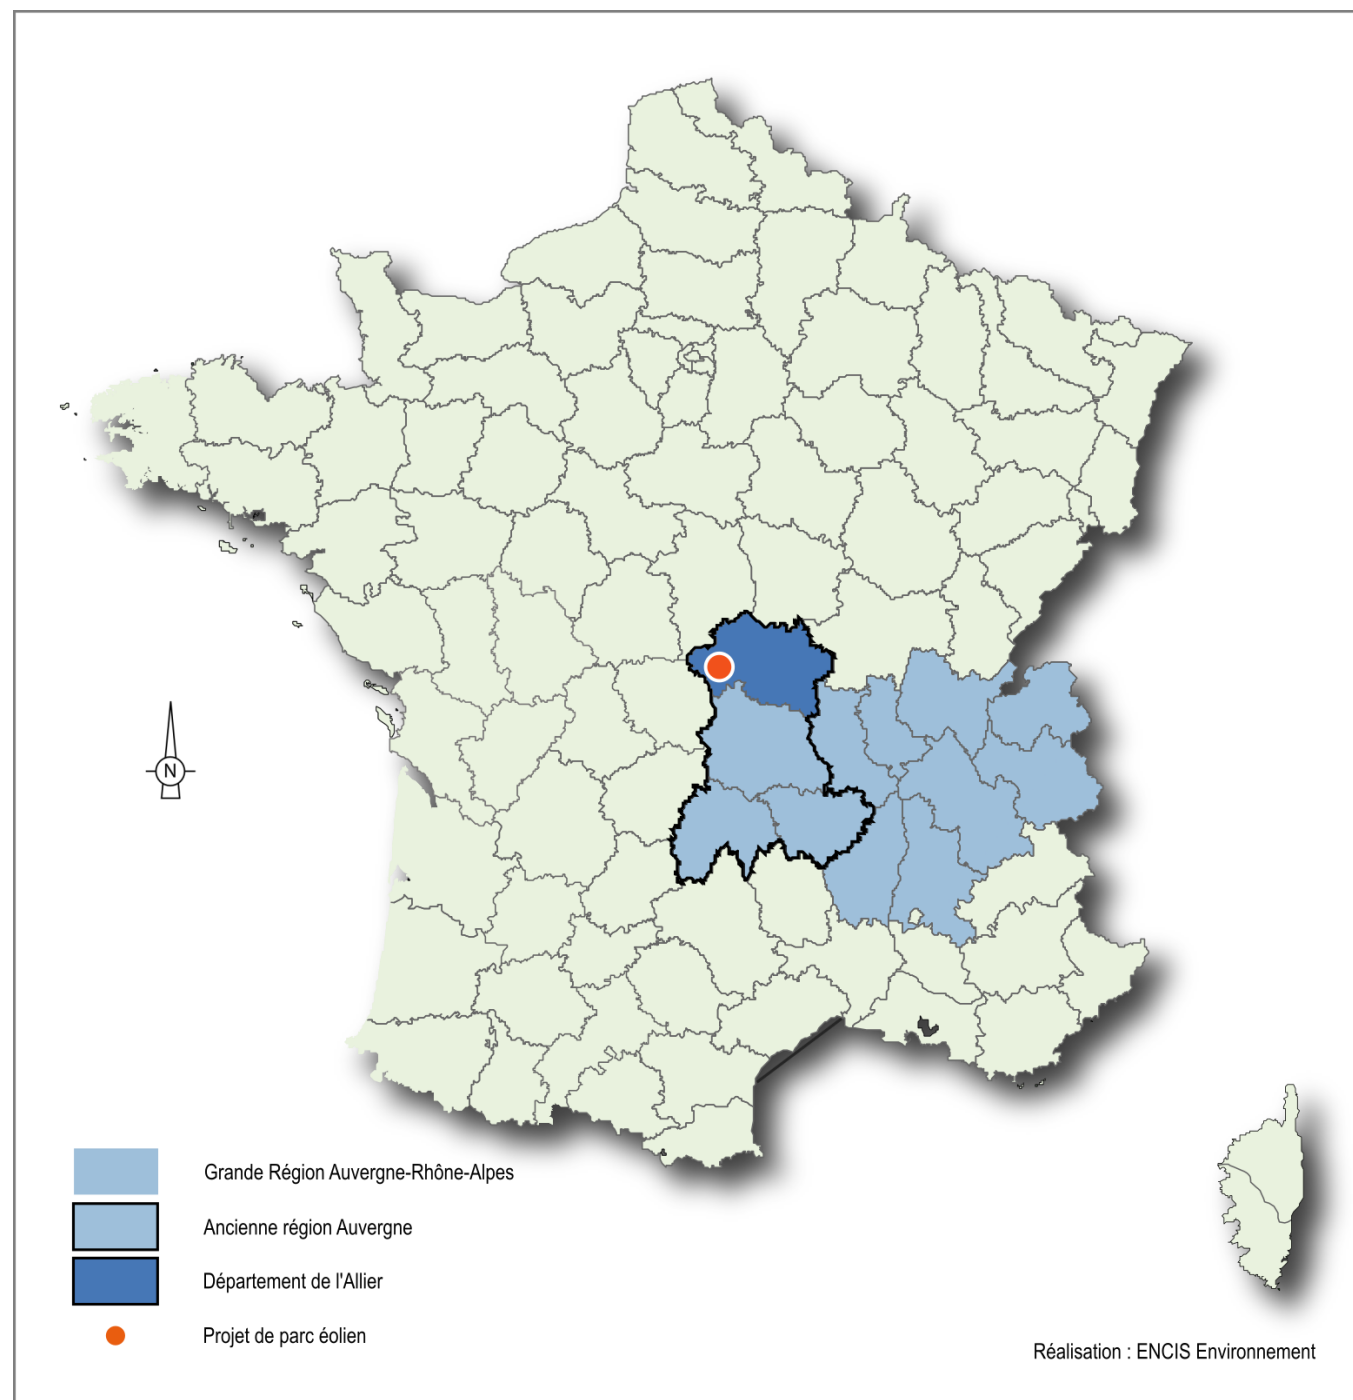 N
Grande Région Auvergne-Rhône-Alpes
Ancienne région Auvergne
Département de l'Allier
Projet de parc éolien
Réalisation : ENCIS Environnement